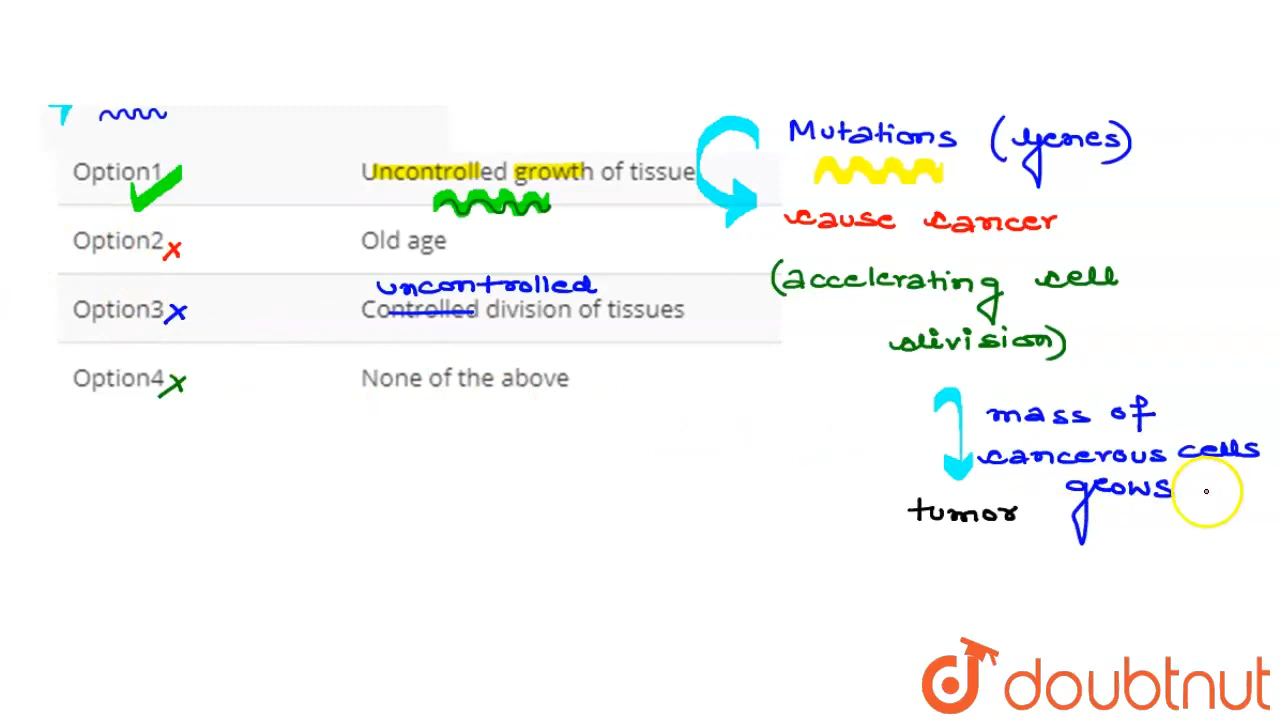 Option1 Uncontrolled growth of tissue
Option2 Old age
uncontrolled
Option3 Controlled division of tissues
Option4 None of the above
Mutations (genes)
cause cancer
(accelerating cell
division)
mass of
cancerous cells
grows
tumor
doubtnut